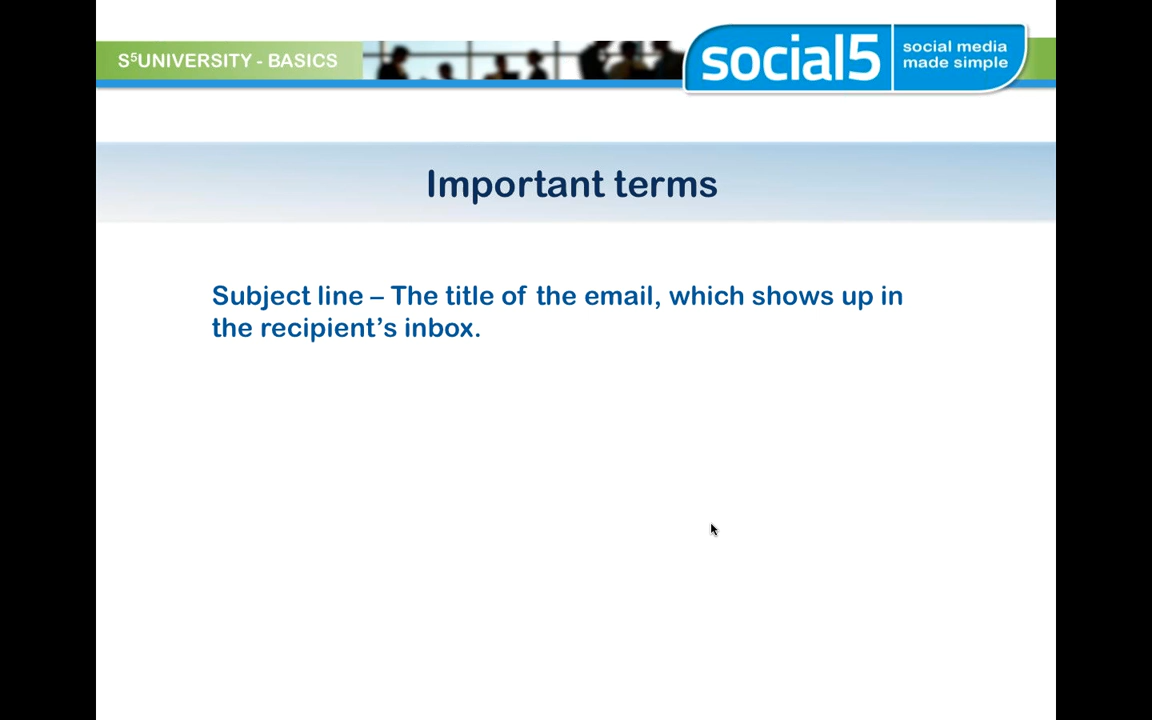 S⁵UNIVERSITY - BASICS
social5
social media
made simple
Important terms
Subject line – The title of the email, which shows up in
the recipient’s inbox.